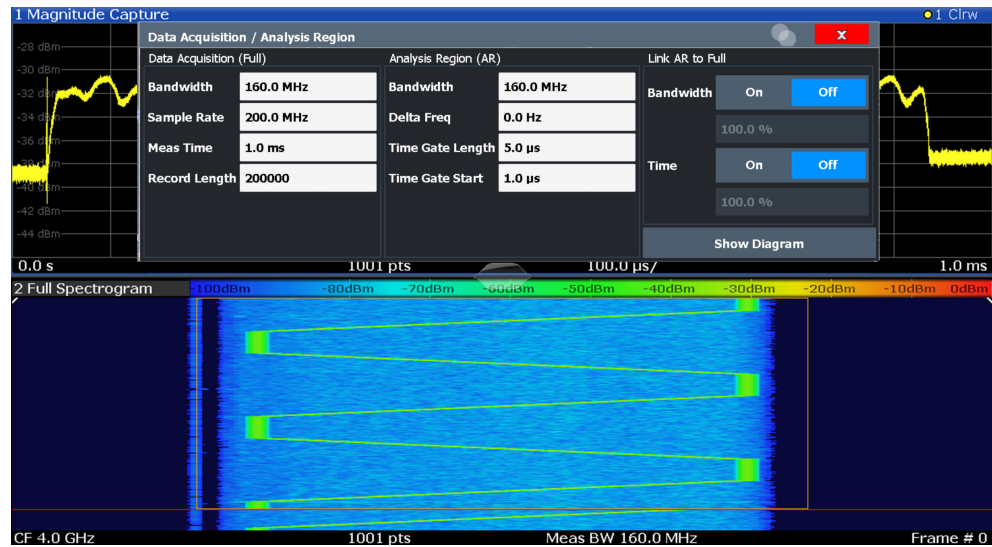 1 Magnitude Capture 1 Clrw
Data Acquisition / Analysis Region X
Data Acquisition (Full) Analysis Region (AR) Link AR to Full
Bandwidth 160.0 MHz Bandwidth 160.0 MHz Bandwidth On Off
Sample Rate 200.0 MHz Delta Freq 0.0 Hz 100.0 %
Meas Time 1.0 ms Time Gate Length 5.0 µs Time On Off
Record Length 200000 Time Gate Start 1.0 µs 100.0 %
Show Diagram
-28 dBm
-30 dBm
-32 dBm
-34 dBm
-36 dBm
-38 dBm
-40 dBm
-42 dBm
-44 dBm
0.0 s 1001 pts 100.0 µs/ 1.0 ms
2 Full Spectrogram -100dBm -80dBm -70dBm -60dBm -50dBm -40dBm -30dBm -20dBm -10dBm 0dBm
CF 4.0 GHz 1001 pts Meas BW 160.0 MHz Frame # 0